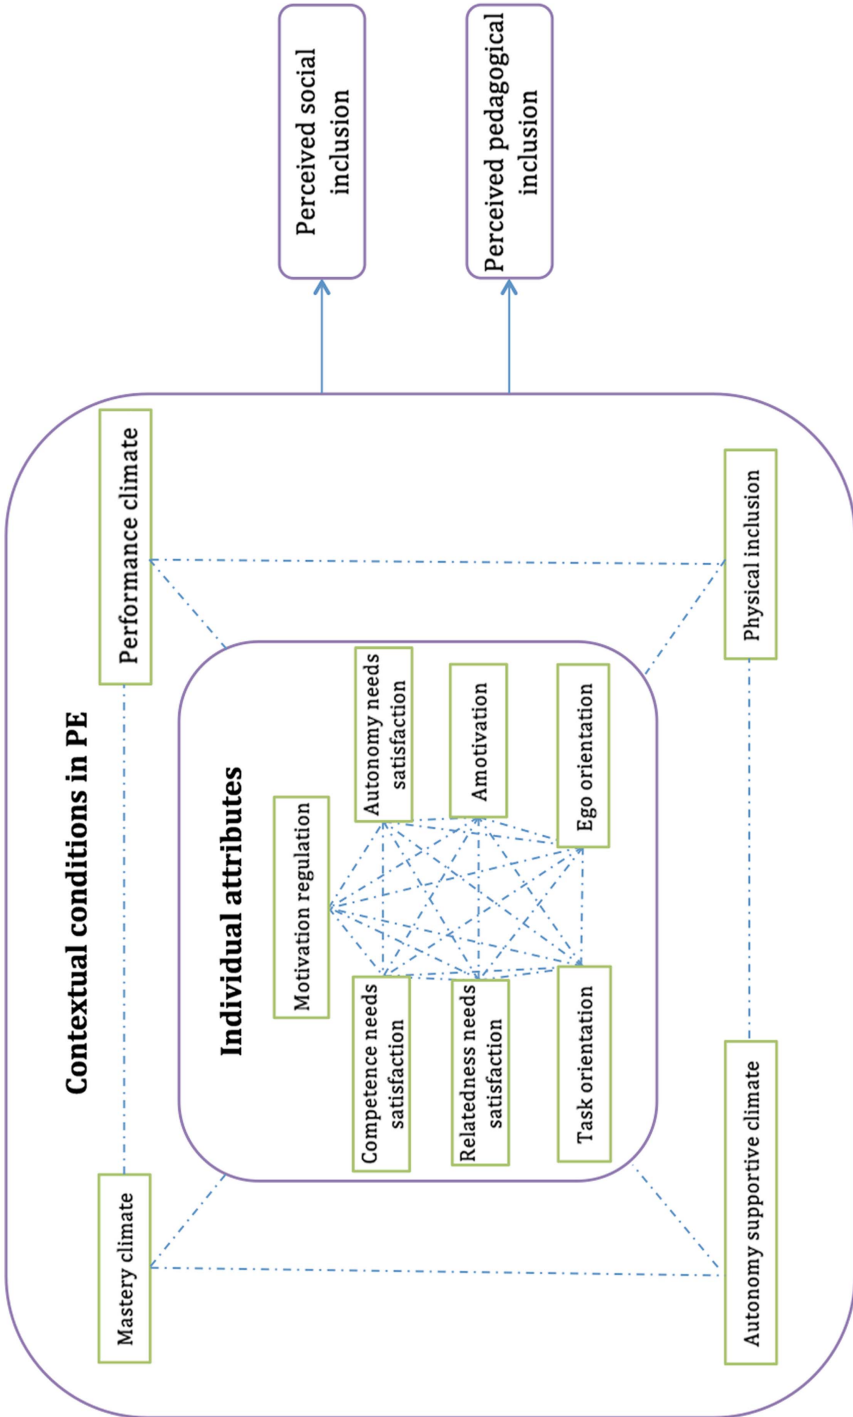 Contextual conditions in PE
Mastery climate
Performance climate
Individual attributes
Motivation regulation
Competence needs
satisfaction
Autonomy needs
satisfaction
Relatedness needs
satisfaction
Amotivation
Task orientation
Ego orientation
Autonomy supportive climate
Physical inclusion
Perceived social
inclusion
Perceived pedagogical
inclusion